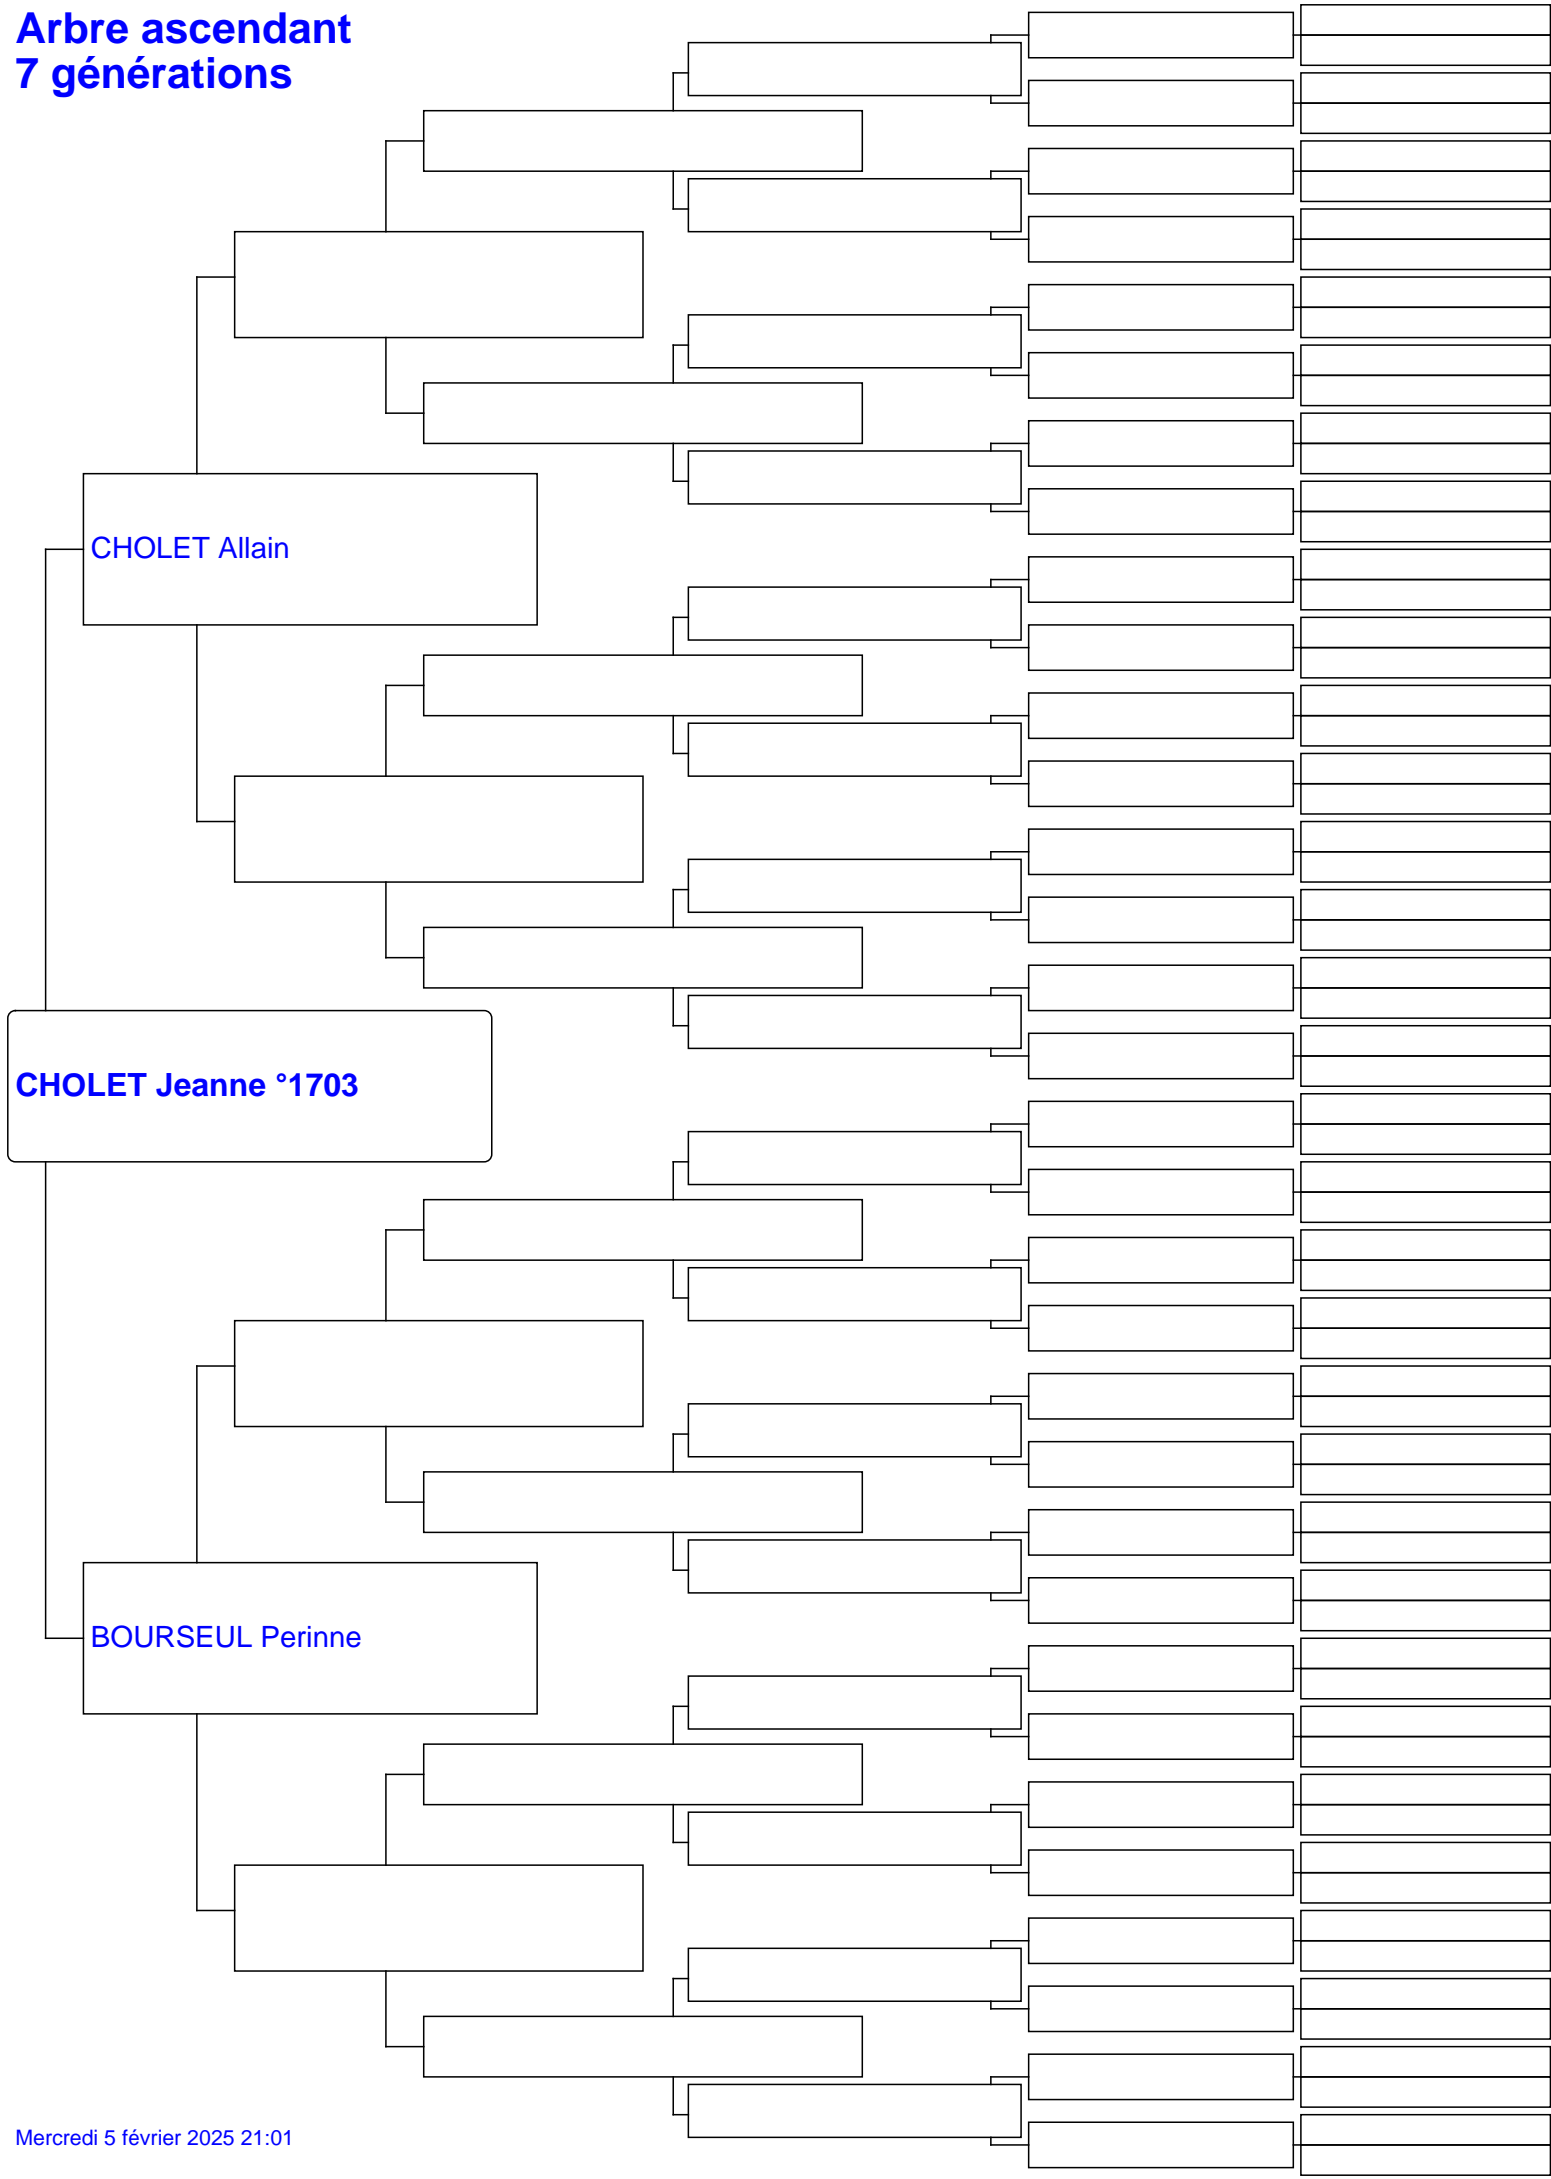 Arbre ascendant
7 générations
CHOLET Allain
CHOLET Jeanne °1703
BOURSEUL Perinne
Mercredi 5 février 2025 21:01